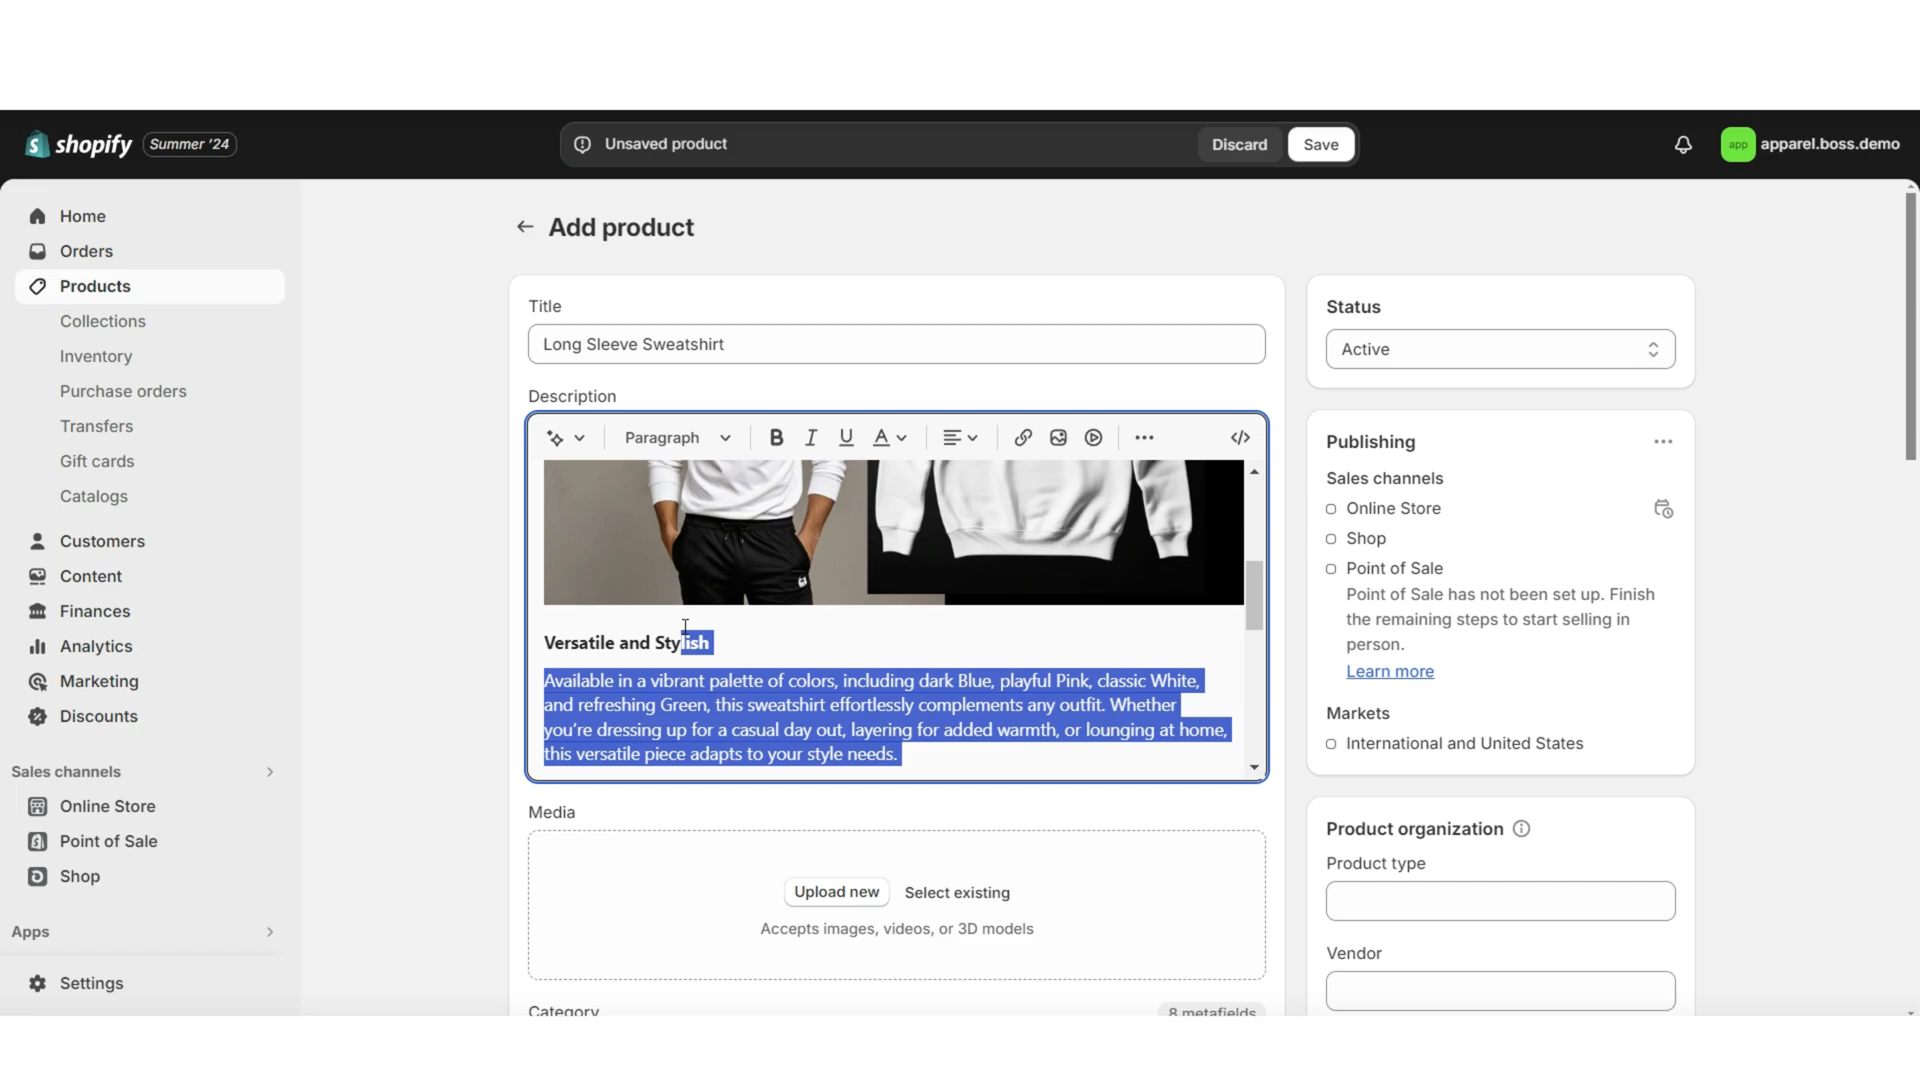 shopify
Summer '24
Unsaved product
Discard
Save
app
apparel.boss.demo
Home
Orders
Products
Collections
Inventory
Purchase orders
Transfers
Gift cards
Catalogs
Customers
Content
Finances
Analytics
Marketing
Discounts
Sales channels
Online Store
Point of Sale
Shop
Apps
Settings
Add product
Title
Long Sleeve Sweatshirt
Description
Paragraph
B
I
U
A
Versatile and Stylish
Available in a vibrant palette of colors, including dark Blue, playful Pink, classic White,
and refreshing Green, this sweatshirt effortlessly complements any outfit. Whether
you’re dressing up for a casual day out, layering for added warmth, or lounging at home,
this versatile piece adapts to your style needs.
Media
Upload new
Select existing
Accepts images, videos, or 3D models
Category
8 metafields
Status
Active
Publishing
Sales channels
Online Store
Shop
Point of Sale
Point of Sale has not been set up. Finish
the remaining steps to start selling in
person.
Learn more
Markets
International and United States
Product organization
Product type
Vendor